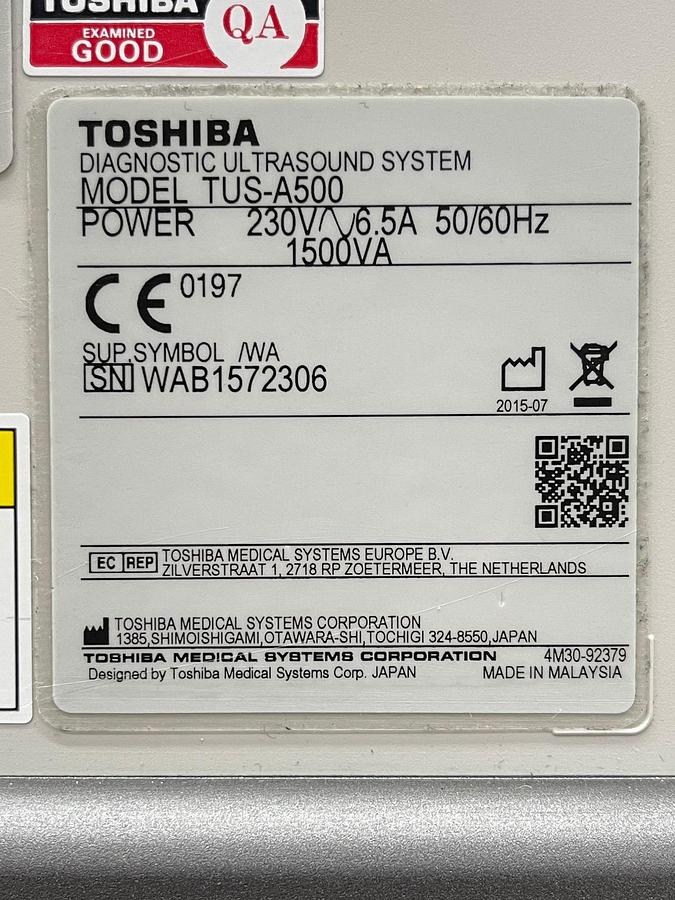 TOSHIBA
QA
EXAMINED
GOOD
TOSHIBA
DIAGNOSTIC ULTRASOUND SYSTEM
MODEL TUS-A500
POWER 230V 6.5A 50/60Hz
1500VA
CE 0197
SUP.SYMBOL /WA
SN WAB1572306
2015-07
EC REP TOSHIBA MEDICAL SYSTEMS EUROPE B.V.
ZILVERSTRAAT 1, 2718 RP ZOETERMEER, THE NETHERLANDS
TOSHIBA MEDICAL SYSTEMS CORPORATION
1385,SHIMOISHIGAMI,OTAWARA-SHI,TOCHIGI 324-8550,JAPAN
TOSHIBA MEDICAL SYSTEMS CORPORATION 4M30-92379
Designed by Toshiba Medical Systems Corp. JAPAN MADE IN MALAYSIA